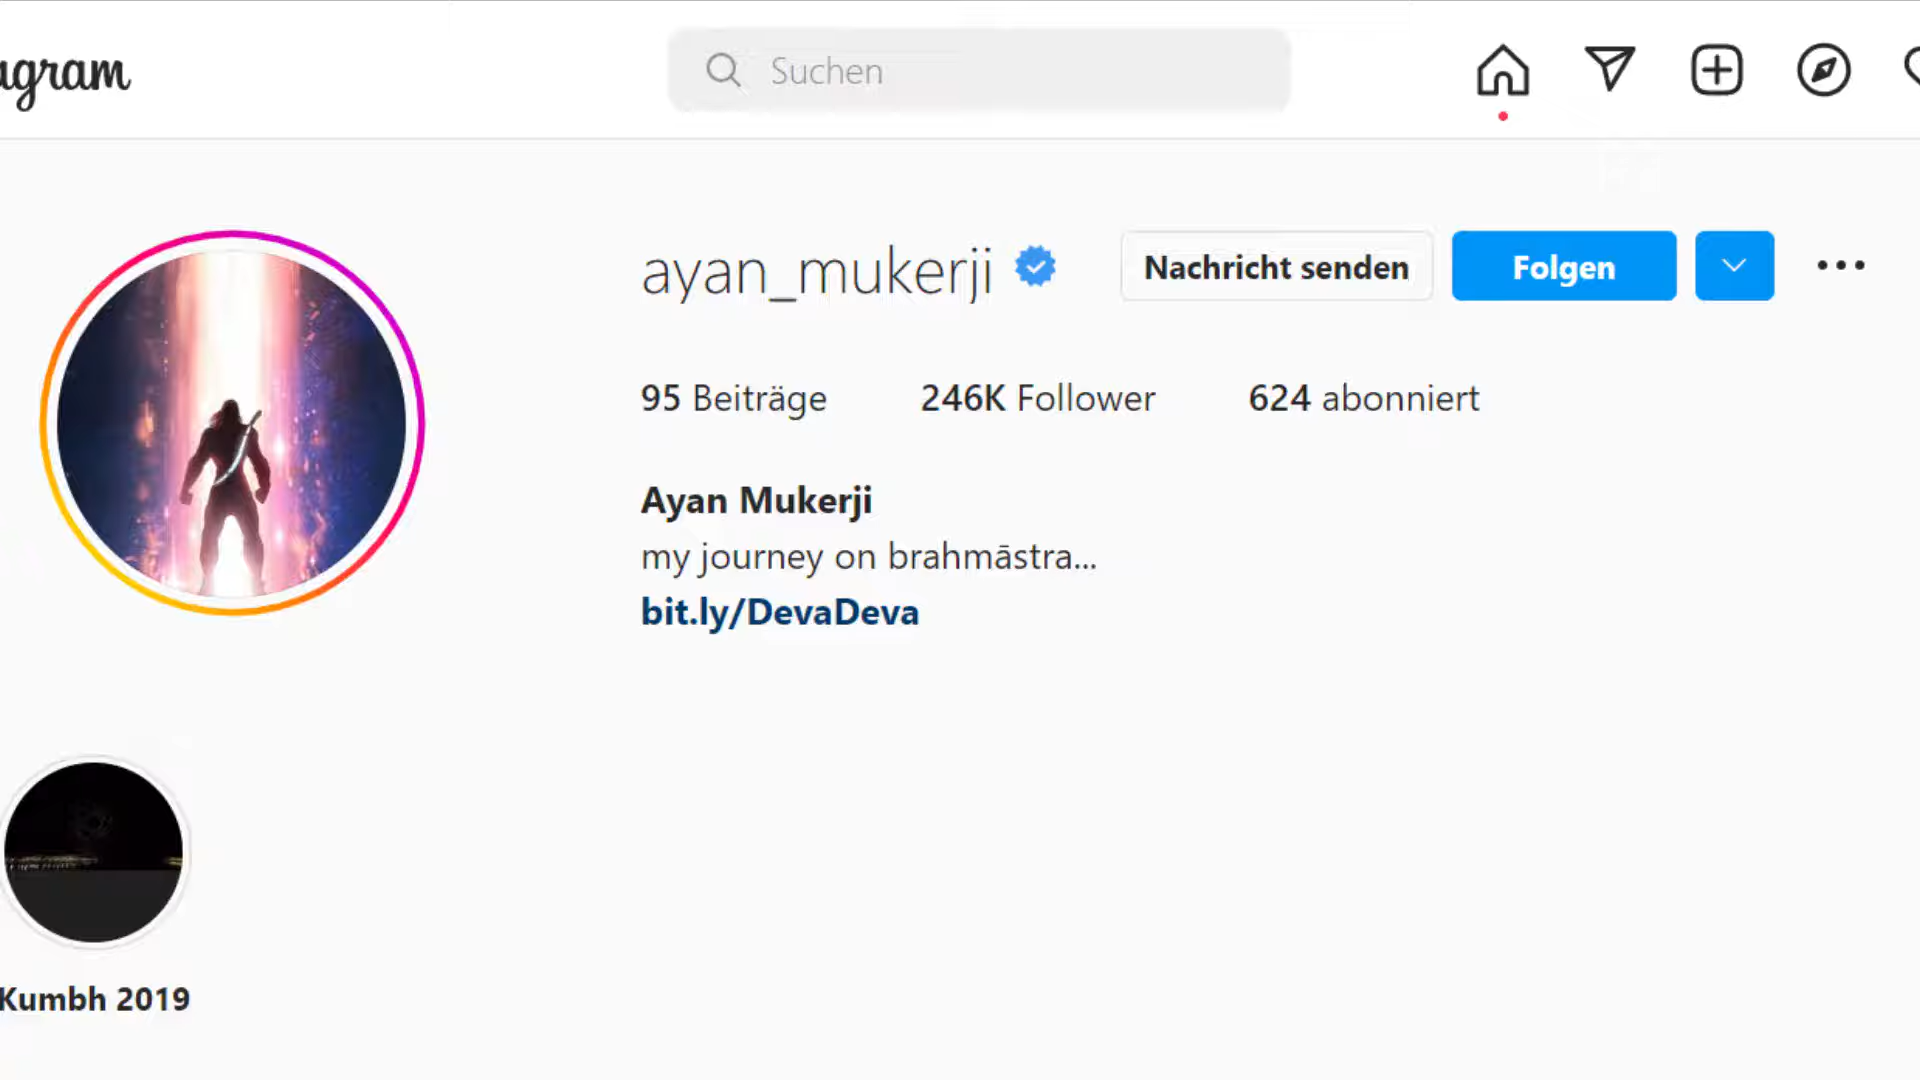 agram
Suchen
ayan_mukerji
Nachricht senden
Folgen
95 Beiträge
246K Follower
624 abonniert
Ayan Mukerji
my journey on brahmāstra...
bit.ly/DevaDeva
Kumbh 2019